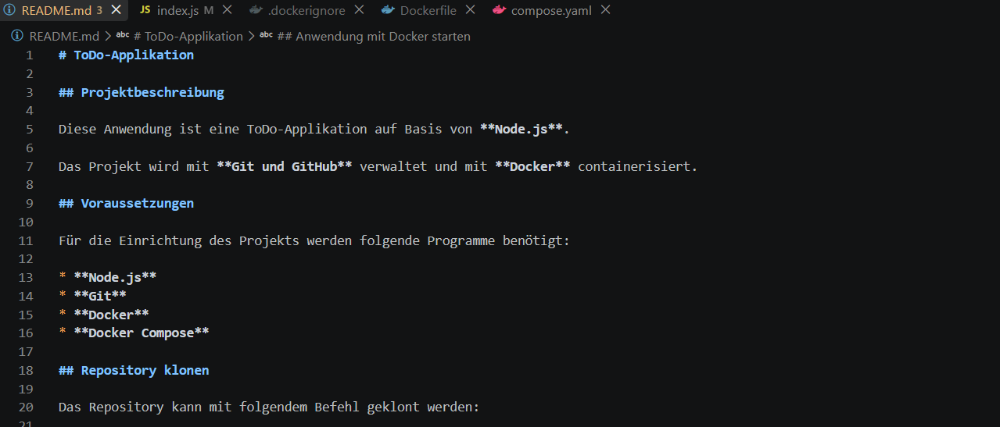 README.md 3 JS index.js M .dockerignore Dockerfile compose.yaml
README.md > abc # ToDo-Applikation > abc ## Anwendung mit Docker starten
1 # ToDo-Applikation
2
3 ## Projektbeschreibung
4
5 Diese Anwendung ist eine ToDo-Applikation auf Basis von **Node.js**.
6
7 Das Projekt wird mit **Git und GitHub** verwaltet und mit **Docker** containerisiert.
8
9 ## Voraussetzungen
10
11 Für die Einrichtung des Projekts werden folgende Programme benötigt:
12
13 * **Node.js**
14 * **Git**
15 * **Docker**
16 * **Docker Compose**
17
18 ## Repository klonen
19
20 Das Repository kann mit folgendem Befehl geklont werden:
21